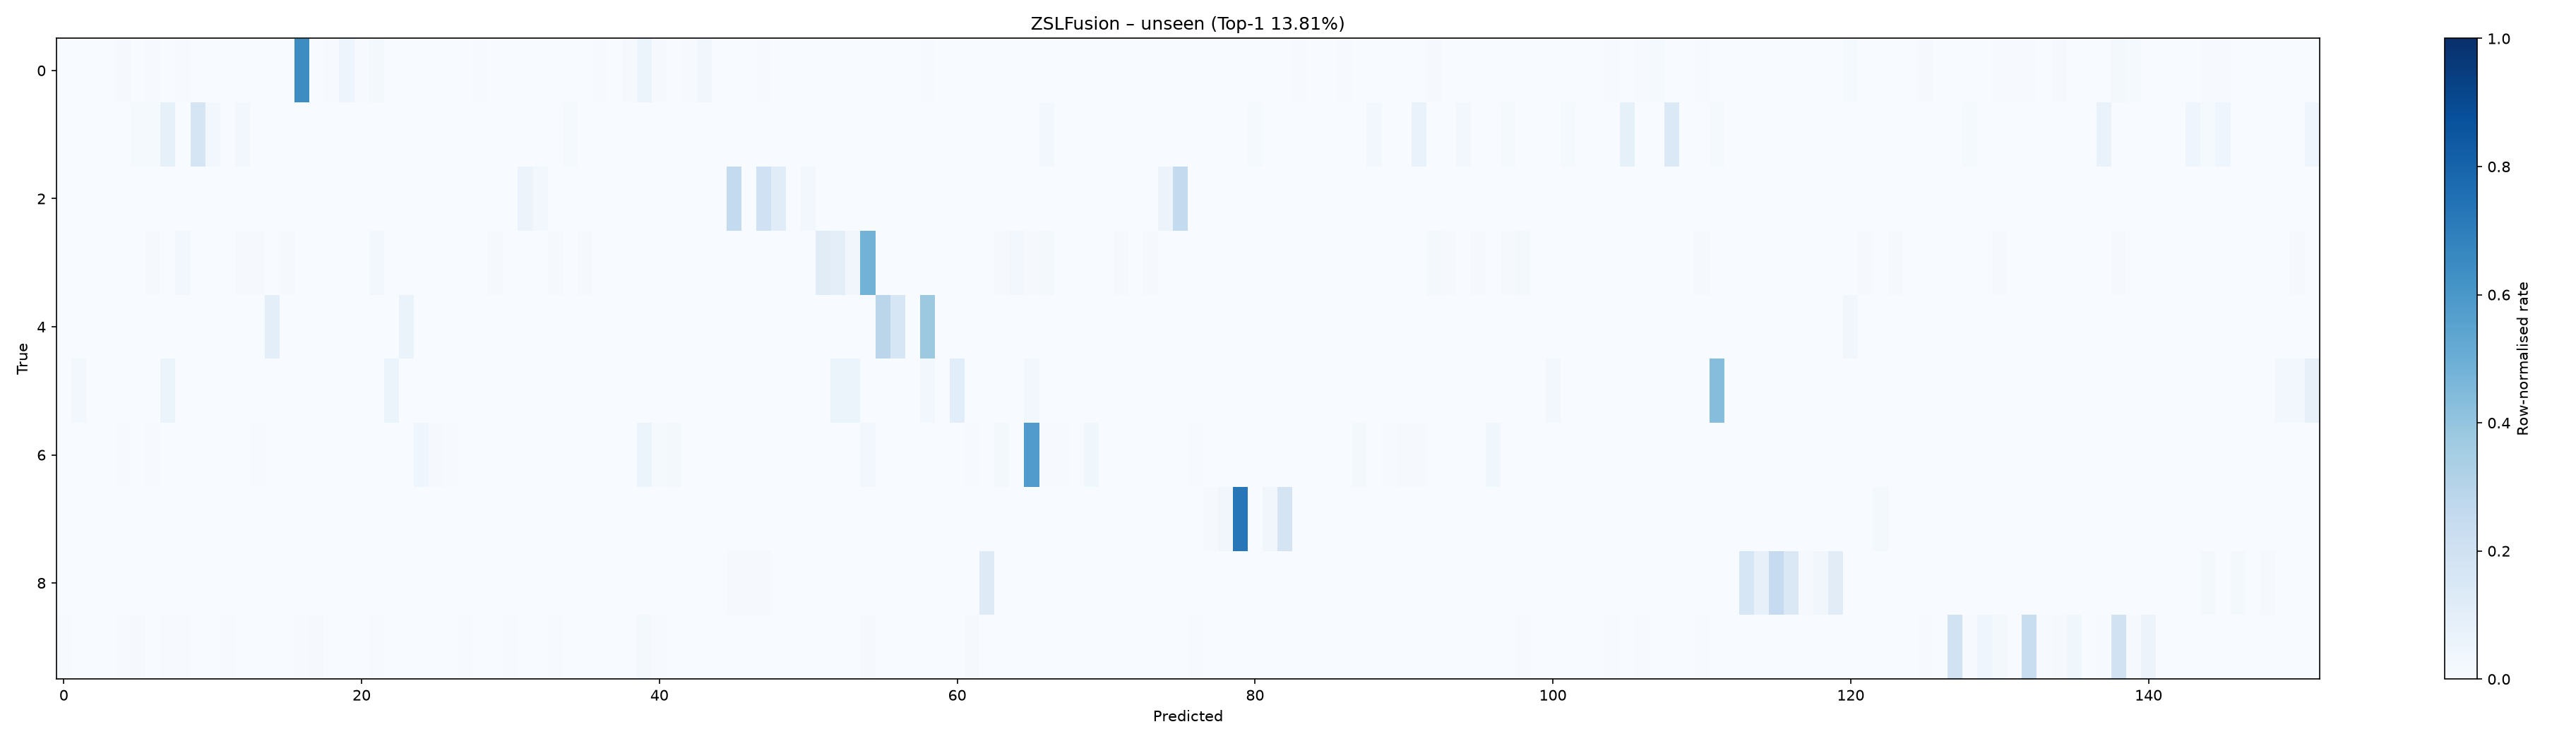 ZSLFusion – unseen (Top-1 13.81%)
True
0
2
4
6
8
0 20 40 60 80 100 120 140
Predicted
1.0
0.8
0.6
0.4
0.2
0.0
Row-normalised rate